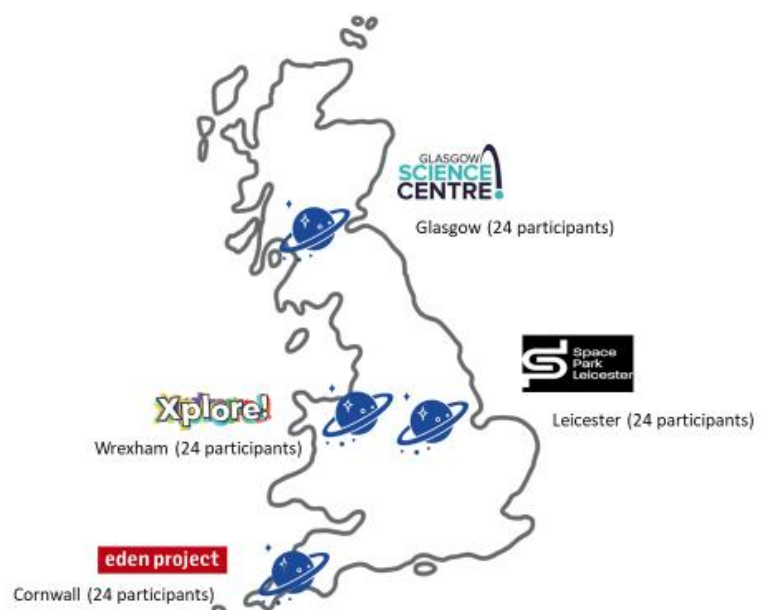 GLASGOW
SCIENCE
CENTRE!
Glasgow (24 participants)
Space
Park
Leicester
Leicester (24 participants)
Xplore!
Wrexham (24 participants)
eden project
Cornwall (24 participants)